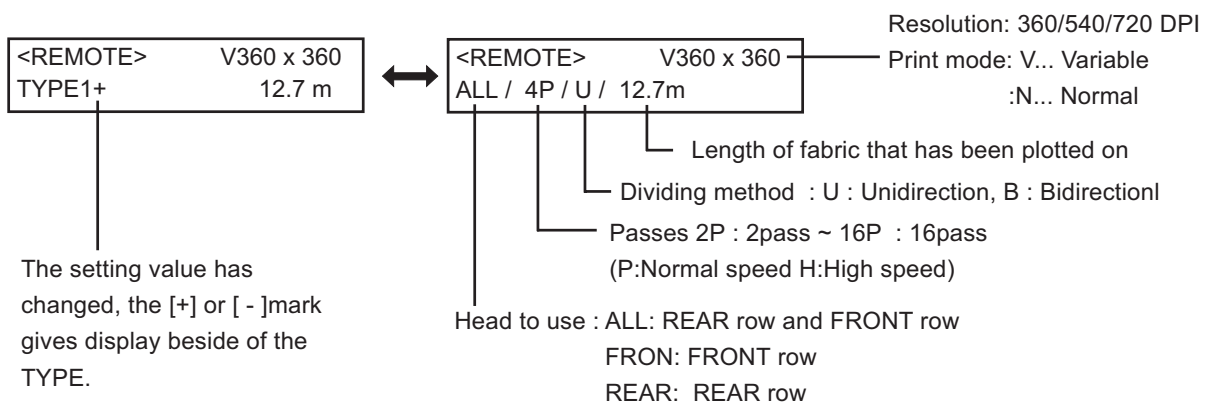 <REMOTE> V360 x 360
TYPE1+ 12.7 m
The setting value has
changed, the [+] or [ - ]mark
gives display beside of the
TYPE.
<REMOTE> V360 x 360
ALL / 4P / U / 12.7m
Resolution: 360/540/720 DPI
Print mode: V... Variable
:N... Normal
Length of fabric that has been plotted on
Dividing method : U : Unidirection, B : Bidirectionl
Passes 2P : 2pass ~ 16P : 16pass
(P:Normal speed H:High speed)
Head to use : ALL: REAR row and FRONT row
FRON: FRONT row
REAR: REAR row